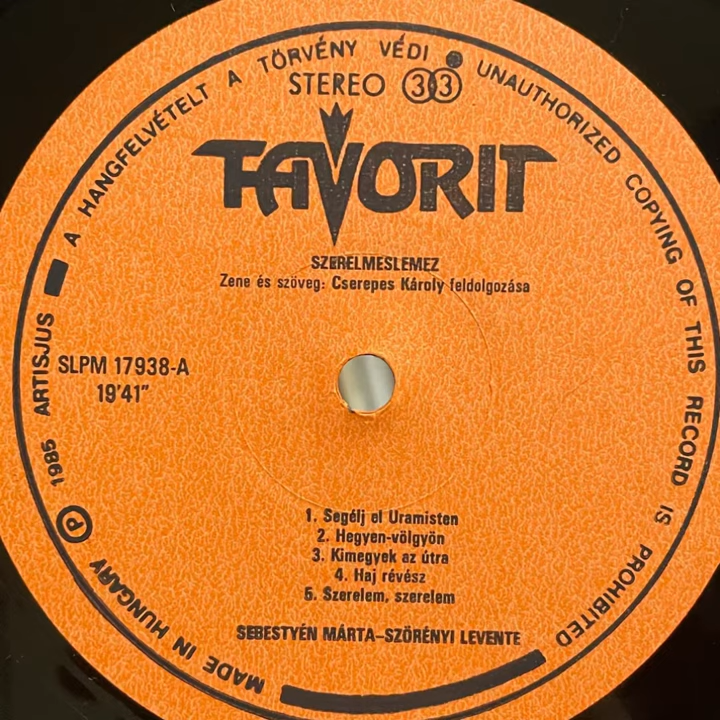 A HANGFELVÉTELT A TÖRVÉNY VÉDI • UNAUTHORIZED COPYING OF THIS RECORD IS PROHIBITED
STEREO 33
FAVORIT
SZERELMESLEMEZ
Zene és szöveg: Cserepes Károly feldolgozása
SLPM 17938-A
19'41"
1. Segélj el Uramisten
2. Hegyen-völgyön
3. Kimegyek az útra
4. Haj révész
5. Szerelem, szerelem
SEBESTYÉN MÁRTA–SZÖRÉNYI LEVENTE
MADE IN HUNGARY Ⓟ 1985 ARTISJUS